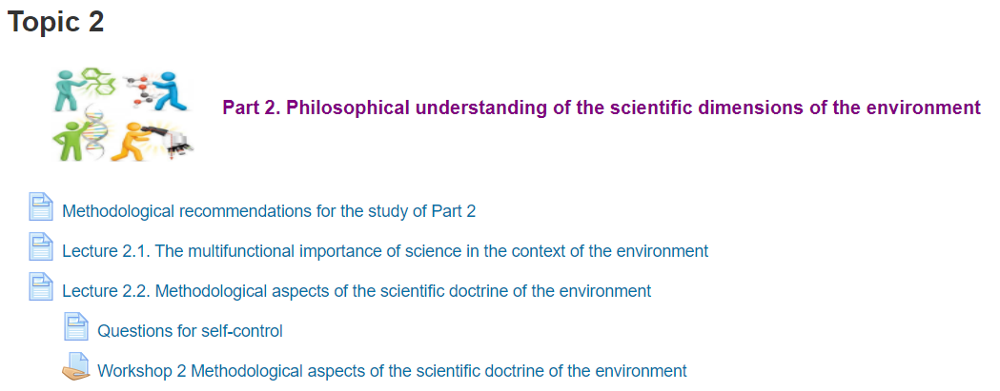 Topic 2
Part 2. Philosophical understanding of the scientific dimensions of the environment
Methodological recommendations for the study of Part 2
Lecture 2.1. The multifunctional importance of science in the context of the environment
Lecture 2.2. Methodological aspects of the scientific doctrine of the environment
Questions for self-control
Workshop 2 Methodological aspects of the scientific doctrine of the environment